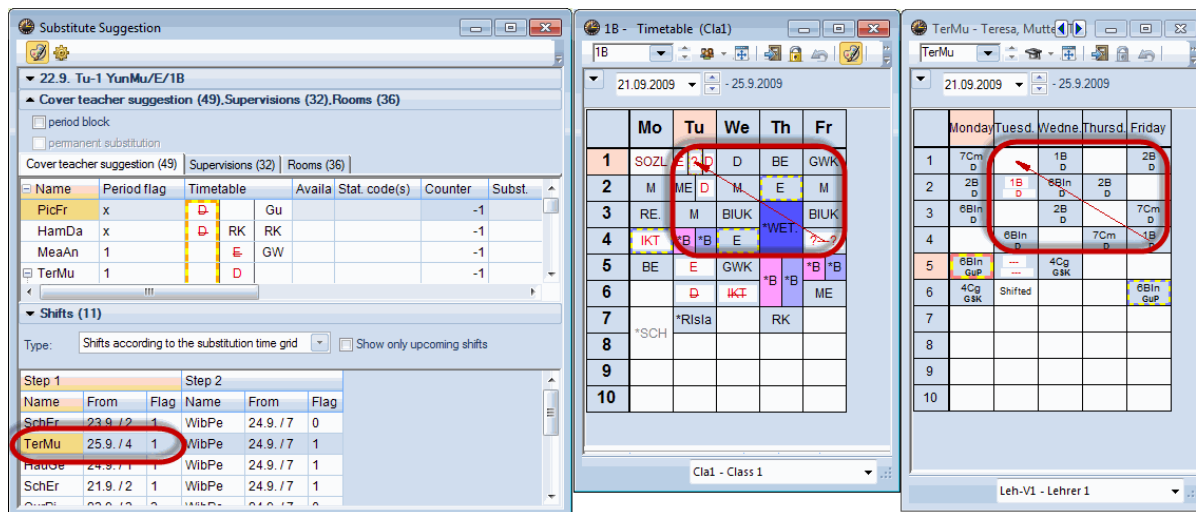 Substitute Suggestion
22.9. Tu-1 YunMu/E/1B
Cover teacher suggestion (49),Supervisions (32),Rooms (36)
period block
permanent substitution
Cover teacher suggestion (49) Supervisions (32) Rooms (36)
Name Period flag Timetable Availa Stat. code(s) Counter Subst.
PicFr x D Gu -1
HamDa x D RK RK -1
MeaAn 1 E GW -1
TerMu 1 D -1
Shifts (11)
Type: Shifts according to the substitution time grid Show only upcoming shifts
Step 1 Step 2
Name From Flag Name From Flag
SchEr 23.9. / 2 1 WibPe 24.9. / 7 0
TerMu 25.9. / 4 1 WibPe 24.9. / 7 1
HauGe 24.9. / 1 1 WibPe 24.9. / 7 1
SchEr 21.9. / 2 1 WibPe 24.9. / 7 1
1B - Timetable (Cla1)
1B
21.09.2009 - 25.9.2009
Mo Tu We Th Fr
1 SOZL E ? D D BE GWK
2 M ME D M E M
3 RE. M BIUK *WET. BIUK
4 IKT *B *B E ?---?
5 BE E GWK *B *B *B *B
6 D IKT ME
7 *SCH *RIsla RK
8
9
10
Cla1 - Class 1
TerMu - Teresa, Mutte
TerMu
21.09.2009 - 25.9.2009
Monday Tuesd. Wedne. Thursd. Friday
1 7Cm D 1B D 2B D
2 2B D 1B D 6BIn D 2B D
3 6BIn D 2B D 7Cm D
4 6BIn D 7Cm D 1B D
5 6BIn GuP --- --- 4Cg GSK
6 4Cg GSK Shifted 6BIn GuP
7
8
9
10
Leh-V1 - Lehrer 1